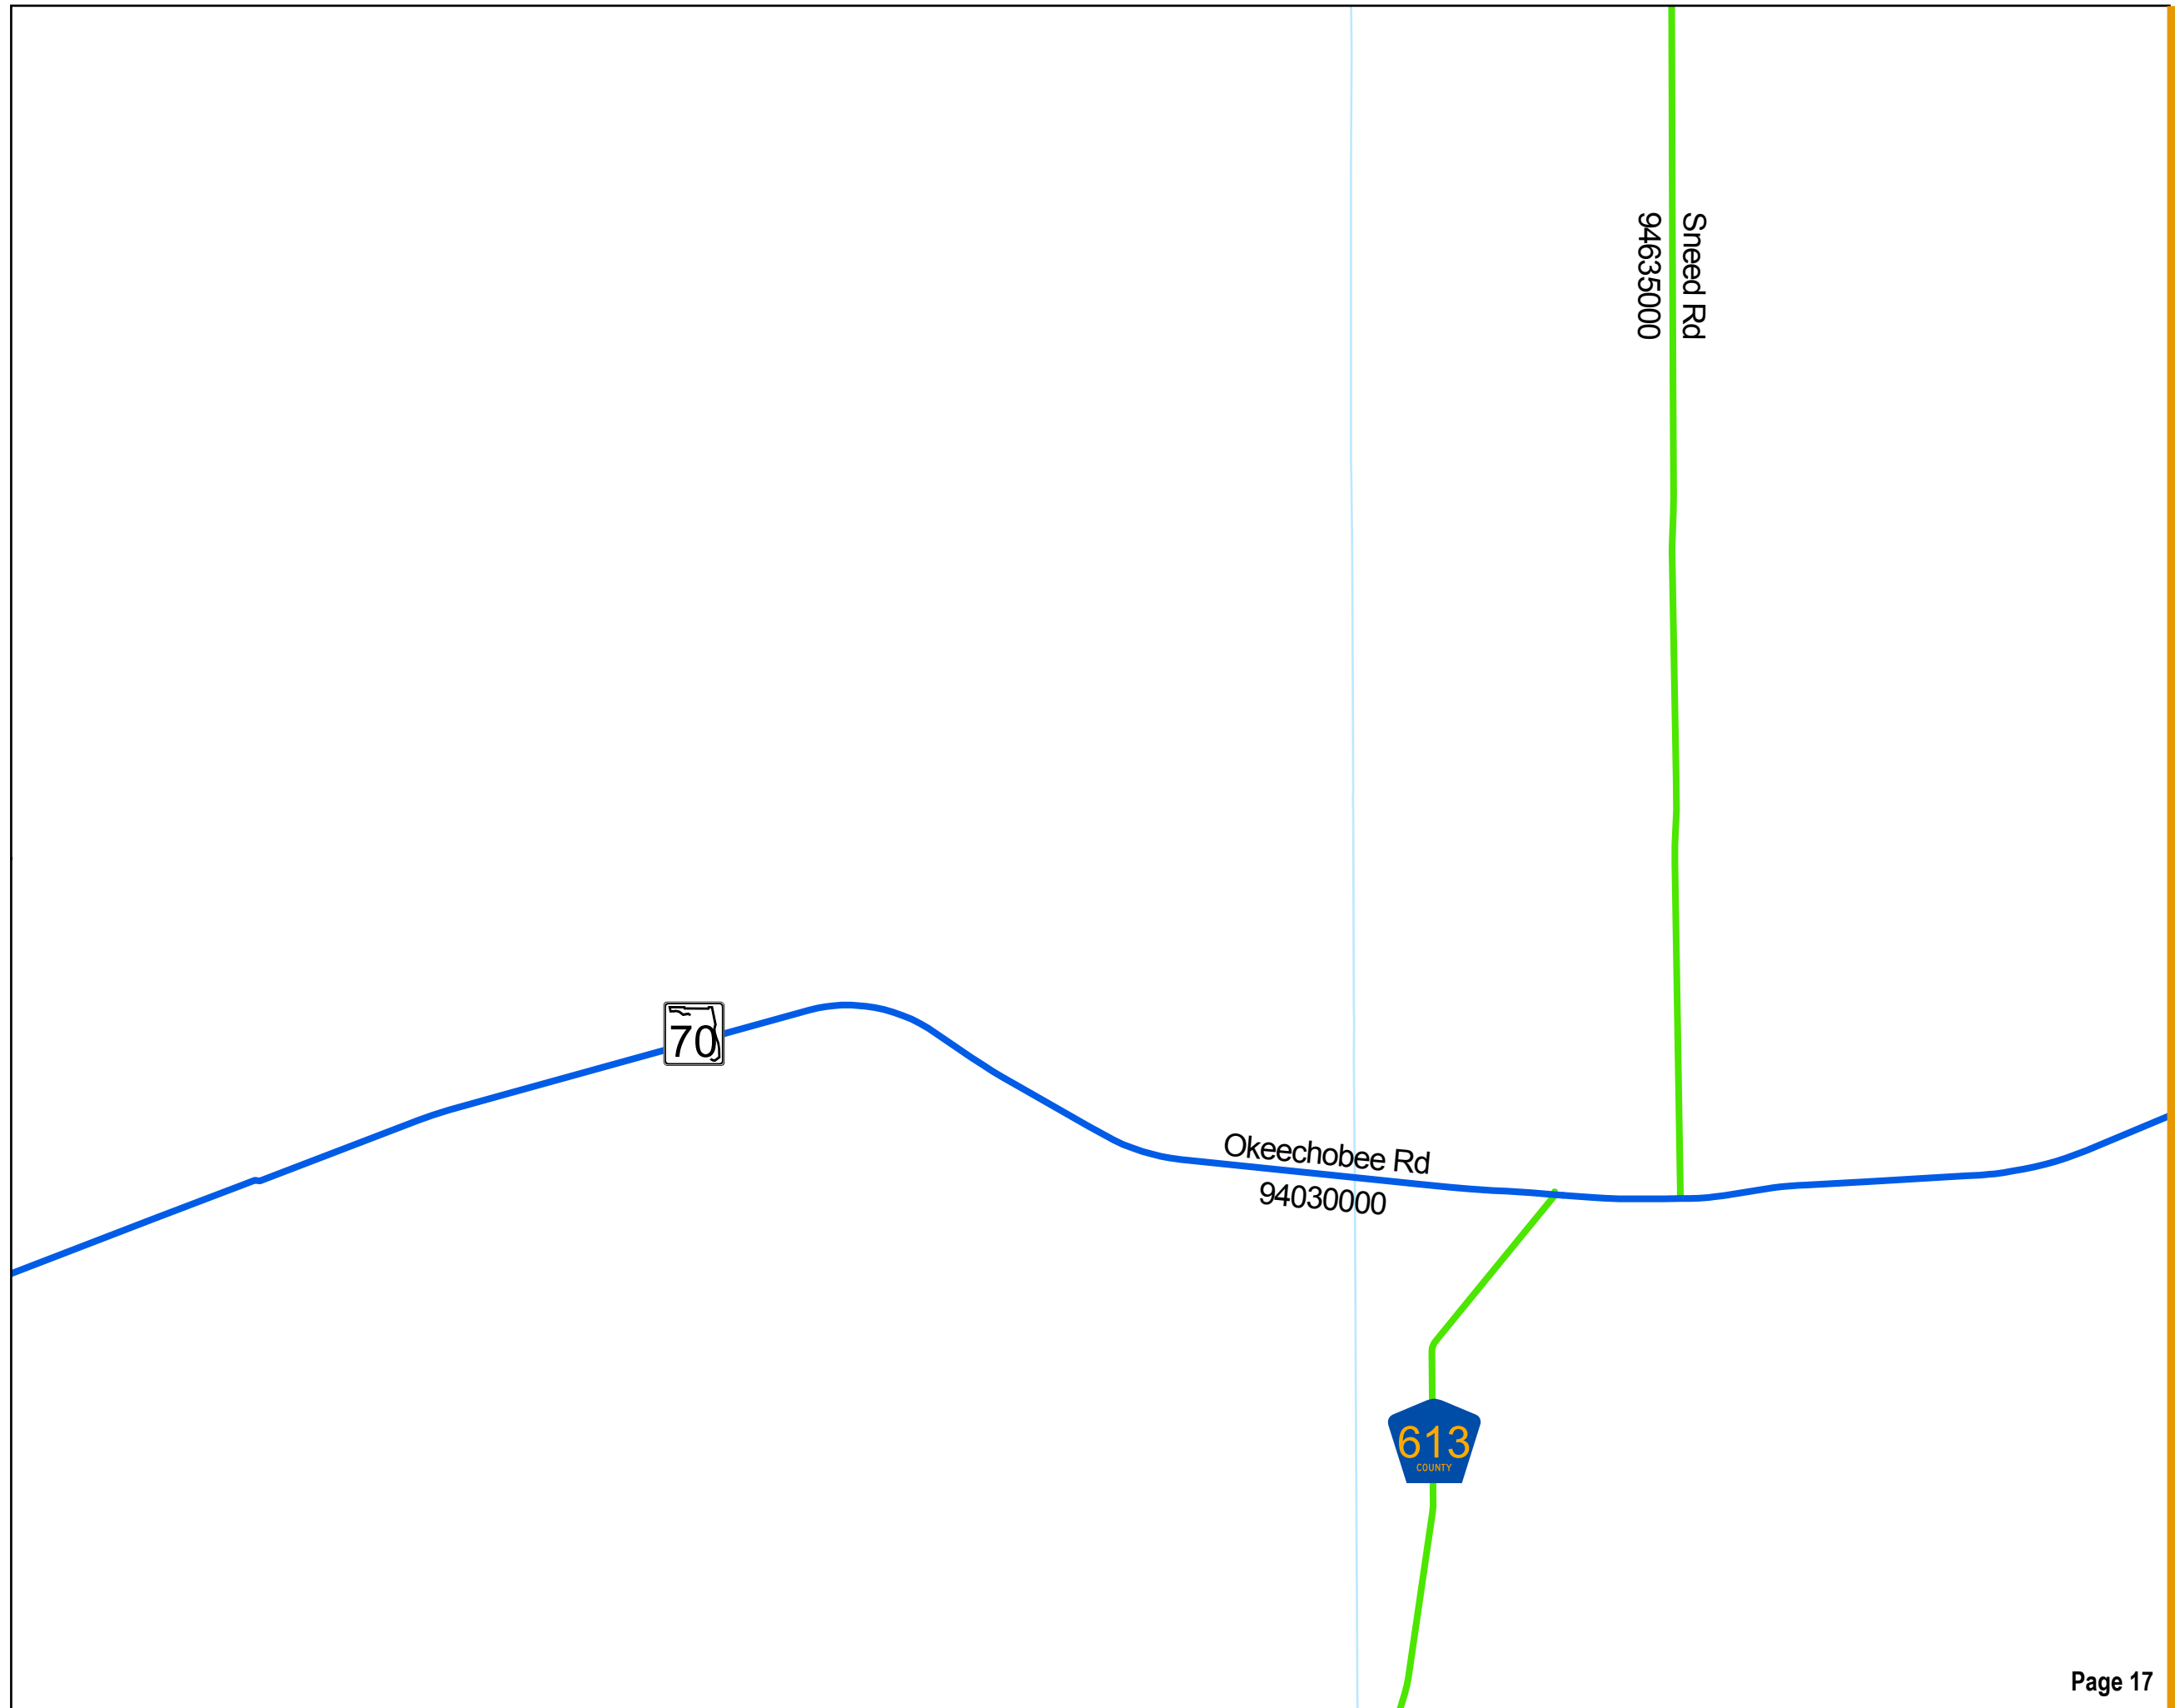 Sneed Rd
94635000
70
Okeechobee Rd
94030000
613
COUNTY
Page 17